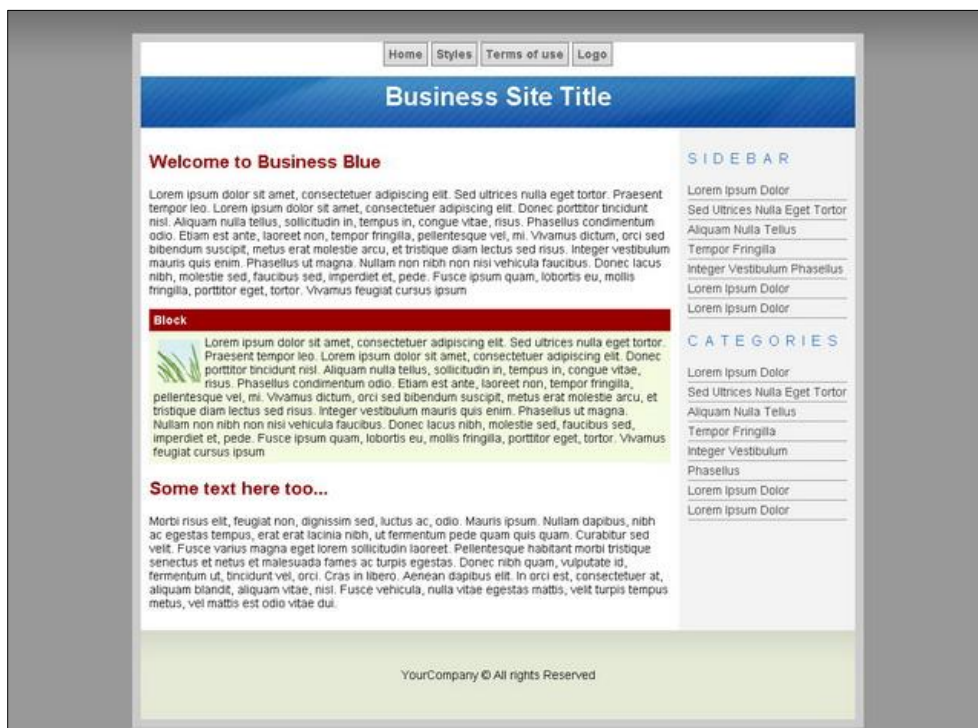 Home Styles Terms of use Logo
Business Site Title
Welcome to Business Blue
Lorem ipsum dolor sit amet, consectetuer adipiscing elit. Sed ultrices nulla eget tortor. Praesent
tempor leo. Lorem ipsum dolor sit amet, consectetuer adipiscing elit. Donec porttitor tincidunt
nisl. Aliquam nulla tellus, sollicitudin in, tempus in, congue vitae, risus. Phasellus condimentum
odio. Etiam est ante, laoreet non, tempor fringilla, pellentesque vel, mi. Vivamus dictum, orci sed
bibendum suscipit, metus erat molestie arcu, et tristique diam lectus sed risus. Integer vestibulum
mauris quis enim. Phasellus ut magna. Nullam non nibh non nisi vehicula faucibus. Donec lacus
nibh, molestie sed, faucibus sed, imperdiet et, pede. Fusce ipsum quam, lobortis eu, mollis
fringilla, porttitor eget, tortor. Vivamus feugiat cursus ipsum
Block
Lorem ipsum dolor sit amet, consectetuer adipiscing elit. Sed ultrices nulla eget tortor.
Praesent tempor leo. Lorem ipsum dolor sit amet, consectetuer adipiscing elit. Donec
porttitor tincidunt nisl. Aliquam nulla tellus, sollicitudin in, tempus in, congue vitae,
risus. Phasellus condimentum odio. Etiam est ante, laoreet non, tempor fringilla,
pellentesque vel, mi. Vivamus dictum, orci sed bibendum suscipit, metus erat molestie arcu, et
tristique diam lectus sed risus. Integer vestibulum mauris quis enim. Phasellus ut magna.
Nullam non nibh non nisi vehicula faucibus. Donec lacus nibh, molestie sed, faucibus sed,
imperdiet et, pede. Fusce ipsum quam, lobortis eu, mollis fringilla, porttitor eget, tortor. Vivamus
feugiat cursus ipsum
Some text here too...
Morbi risus elit, feugiat non, dignissim sed, luctus ac, odio. Mauris ipsum. Nullam dapibus, nibh
ac egestas tempus, erat erat lacinia nibh, ut fermentum pede quam quis quam. Curabitur sed
velit. Fusce varius magna eget lorem sollicitudin laoreet. Pellentesque habitant morbi tristique
senectus et netus et malesuada fames ac turpis egestas. Donec nibh quam, vulputate id,
fermentum ut, tincidunt vel, orci. Cras in libero. Aenean dapibus elit. In orci est, consectetuer at,
aliquam blandit, aliquam vitae, nisl. Fusce vehicula, nulla vitae egestas mattis, velit turpis tempus
metus, vel mattis est odio vitae dui.
SIDEBAR
Lorem Ipsum Dolor
Sed Ultrices Nulla Eget Tortor
Aliquam Nulla Tellus
Tempor Fringilla
Integer Vestibulum Phasellus
Lorem Ipsum Dolor
Lorem Ipsum Dolor
CATEGORIES
Lorem Ipsum Dolor
Sed Ultrices Nulla Eget Tortor
Aliquam Nulla Tellus
Tempor Fringilla
Integer Vestibulum
Phasellus
Lorem Ipsum Dolor
Lorem Ipsum Dolor
YourCompany © All rights Reserved